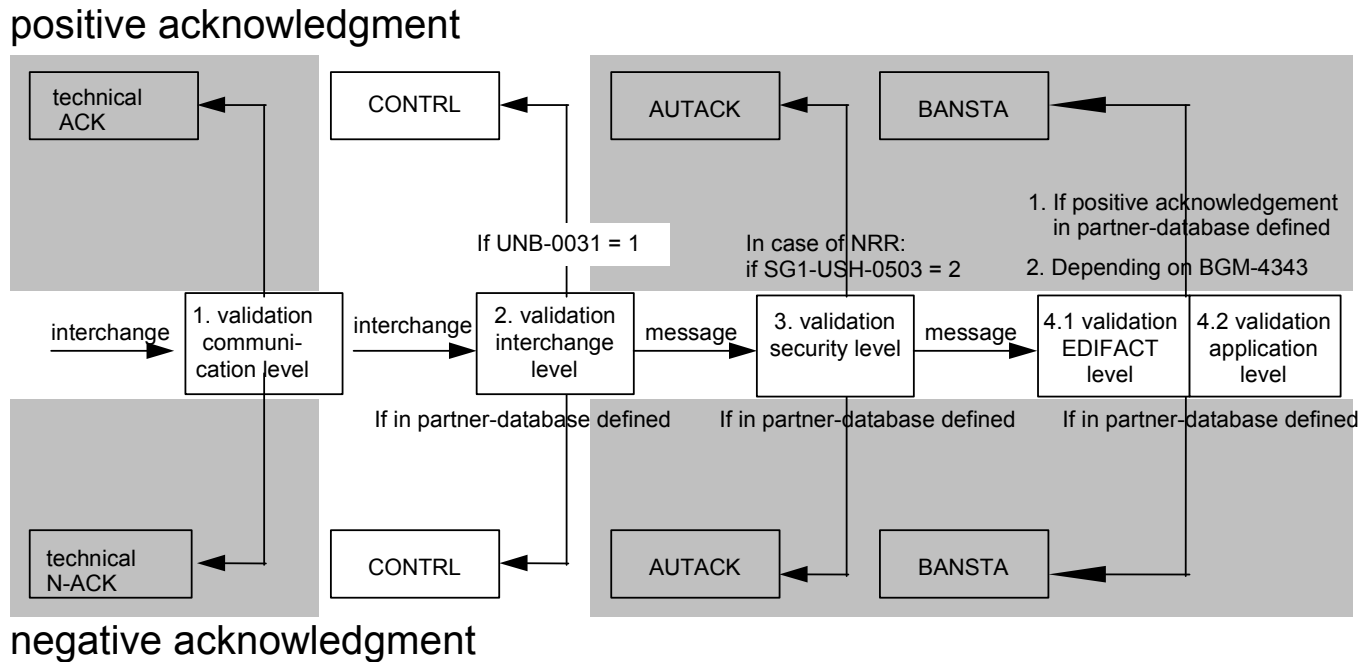 positive acknowledgment
technical
ACK
CONTRL
AUTACK
BANSTA
1. If positive acknowledgement
in partner-database defined
If UNB-0031 = 1
In case of NRR:
if SG1-USH-0503 = 2
2. Depending on BGM-4343
interchange
1. validation
communi-
cation level
interchange
2. validation
interchange
level
message
3. validation
security level
message
4.1 validation
EDIFACT
level
4.2 validation
application
level
If in partner-database defined
If in partner-database defined
If in partner-database defined
technical
N-ACK
CONTRL
AUTACK
BANSTA
negative acknowledgment